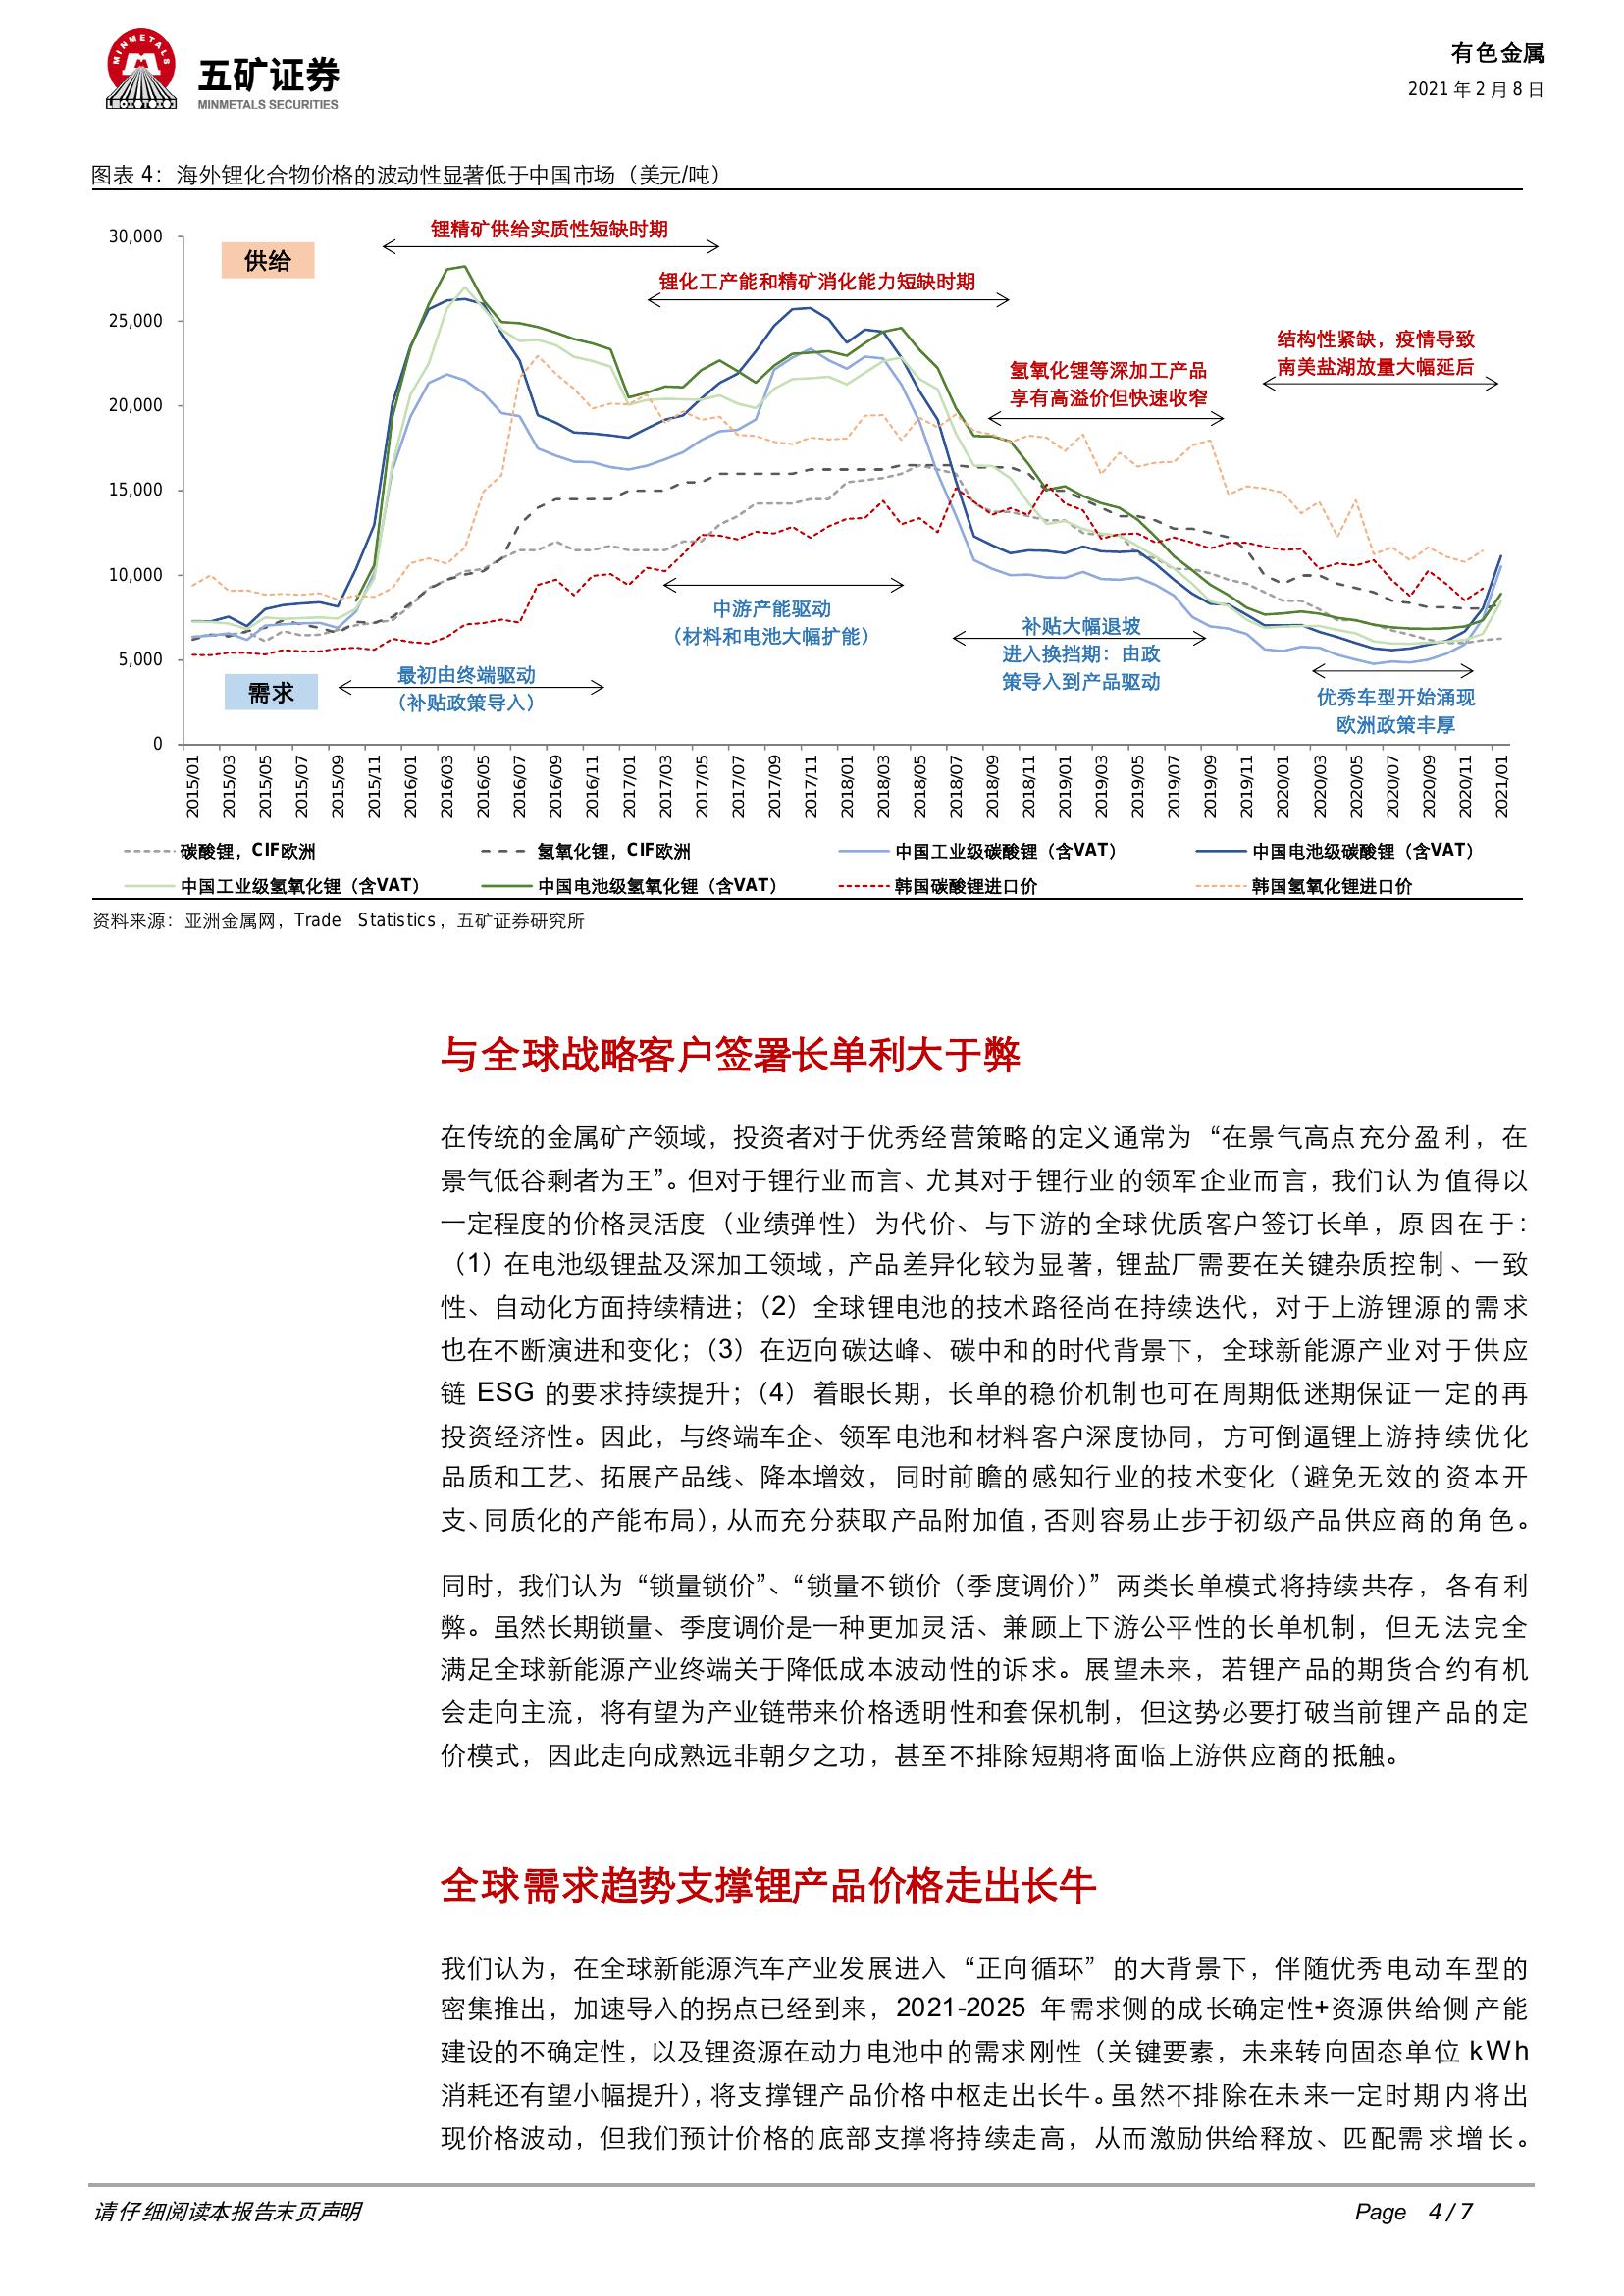 MINMETALS
五矿证券
MINMETALS SECURITIES
有色金属
2021 年 2 月 8 日
图表 4：海外锂化合物价格的波动性显著低于中国市场（美元/吨）
30,000
25,000
20,000
15,000
10,000
5,000
0
供给
锂精矿供给实质性短缺时期
锂化工产能和精矿消化能力短缺时期
氢氧化锂等深加工产品
享有高溢价但快速收窄
结构性紧缺，疫情导致
南美盐湖放量大幅延后
需求
最初由终端驱动
（补贴政策导入）
中游产能驱动
（材料和电池大幅扩能）
补贴大幅退坡
进入换挡期：由政
策导入到产品驱动
优秀车型开始涌现
欧洲政策丰厚
2015/01
2015/03
2015/05
2015/07
2015/09
2015/11
2016/01
2016/03
2016/05
2016/07
2016/09
2016/11
2017/01
2017/03
2017/05
2017/07
2017/09
2017/11
2018/01
2018/03
2018/05
2018/07
2018/09
2018/11
2019/01
2019/03
2019/05
2019/07
2019/09
2019/11
2020/01
2020/03
2020/05
2020/07
2020/09
2020/11
2021/01
碳酸锂，CIF欧洲
氢氧化锂，CIF欧洲
中国工业级碳酸锂（含VAT）
中国电池级碳酸锂（含VAT）
中国工业级氢氧化锂（含VAT）
中国电池级氢氧化锂（含VAT）
韩国碳酸锂进口价
韩国氢氧化锂进口价
资料来源：亚洲金属网，Trade Statistics，五矿证券研究所
与全球战略客户签署长单利大于弊
在传统的金属矿产领域，投资者对于优秀经营策略的定义通常为“在景气高点充分盈利，在
景气低谷剩者为王”。但对于锂行业而言、尤其对于锂行业的领军企业而言，我们认为值得以
一定程度的价格灵活度（业绩弹性）为代价、与下游的全球优质客户签订长单，原因在于：
（1）在电池级锂盐及深加工领域，产品差异化较为显著，锂盐厂需要在关键杂质控制、一致
性、自动化方面持续精进；（2）全球锂电池的技术路径尚在持续迭代，对于上游锂源的需求
也在不断演进和变化；（3）在迈向碳达峰、碳中和的时代背景下，全球新能源产业对于供应
链 ESG 的要求持续提升；（4）着眼长期，长单的稳价机制也可在周期低迷期保证一定的再
投资经济性。因此，与终端车企、领军电池和材料客户深度协同，方可倒逼锂上游持续优化
品质和工艺、拓展产品线、降本增效，同时前瞻的感知行业的技术变化（避免无效的资本开
支、同质化的产能布局），从而充分获取产品附加值，否则容易止步于初级产品供应商的角色。
同时，我们认为“锁量锁价”、“锁量不锁价（季度调价）”两类长单模式将持续共存，各有利
弊。虽然长期锁量、季度调价是一种更加灵活、兼顾上下游公平性的长单机制，但无法完全
满足全球新能源产业终端关于降低成本波动性的诉求。展望未来，若锂产品的期货合约有机
会走向主流，将有望为产业链带来价格透明性和套保机制，但这势必要打破当前锂产品的定
价模式，因此走向成熟远非朝夕之功，甚至不排除短期将面临上游供应商的抵触。
全球需求趋势支撑锂产品价格走出长牛
我们认为，在全球新能源汽车产业发展进入“正向循环”的大背景下，伴随优秀电动车型的
密集推出，加速导入的拐点已经到来，2021-2025 年需求侧的成长确定性+资源供给侧产能
建设的不确定性，以及锂资源在动力电池中的需求刚性（关键要素，未来转向固态单位 kWh
消耗还有望小幅提升），将支撑锂产品价格中枢走出长牛。虽然不排除在未来一定时期内将出
现价格波动，但我们预计价格的底部支撑将持续走高，从而激励供给释放、匹配需求增长。
请仔细阅读本报告末页声明
Page 4 / 7